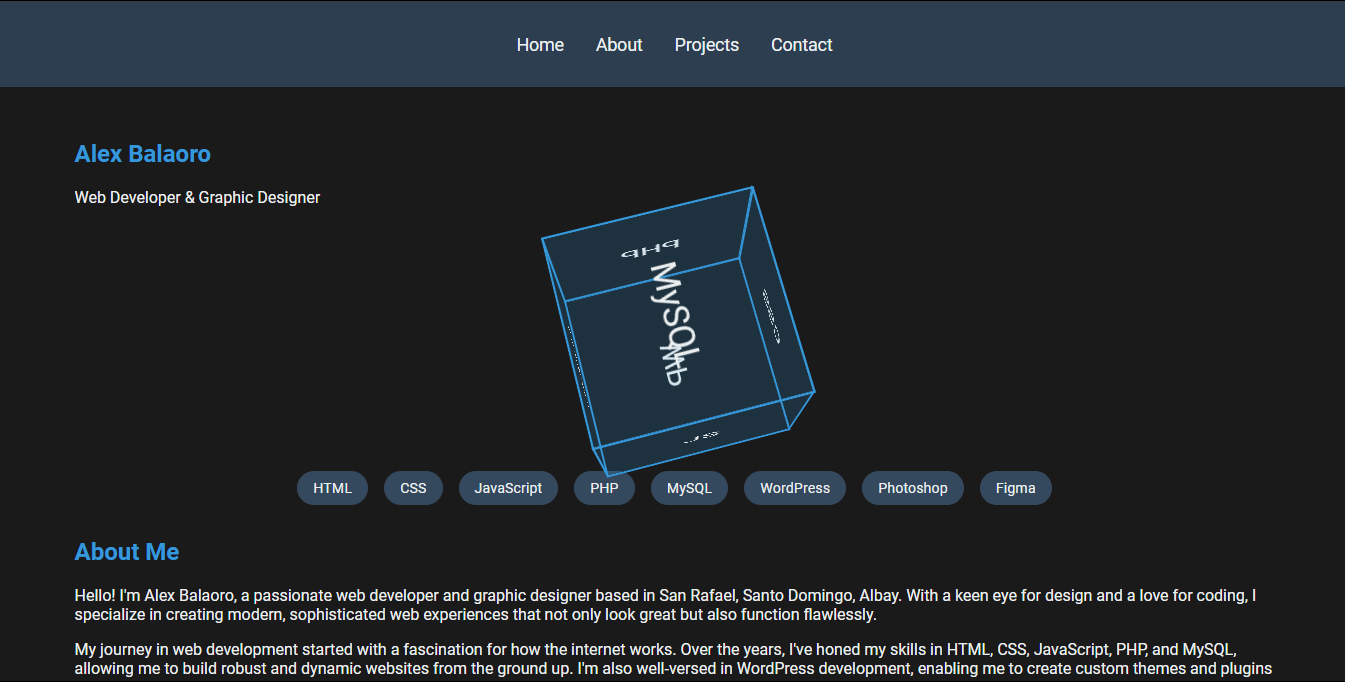 Home About Projects Contact
Alex Balaoro
Web Developer & Graphic Designer
PHP
MySQL
WP
HTML CSS JavaScript PHP MySQL WordPress Photoshop Figma
About Me
Hello! I'm Alex Balaoro, a passionate web developer and graphic designer based in San Rafael, Santo Domingo, Albay. With a keen eye for design and a love for coding, I
specialize in creating modern, sophisticated web experiences that not only look great but also function flawlessly.
My journey in web development started with a fascination for how the internet works. Over the years, I've honed my skills in HTML, CSS, JavaScript, PHP, and MySQL,
allowing me to build robust and dynamic websites from the ground up. I'm also well-versed in WordPress development, enabling me to create custom themes and plugins